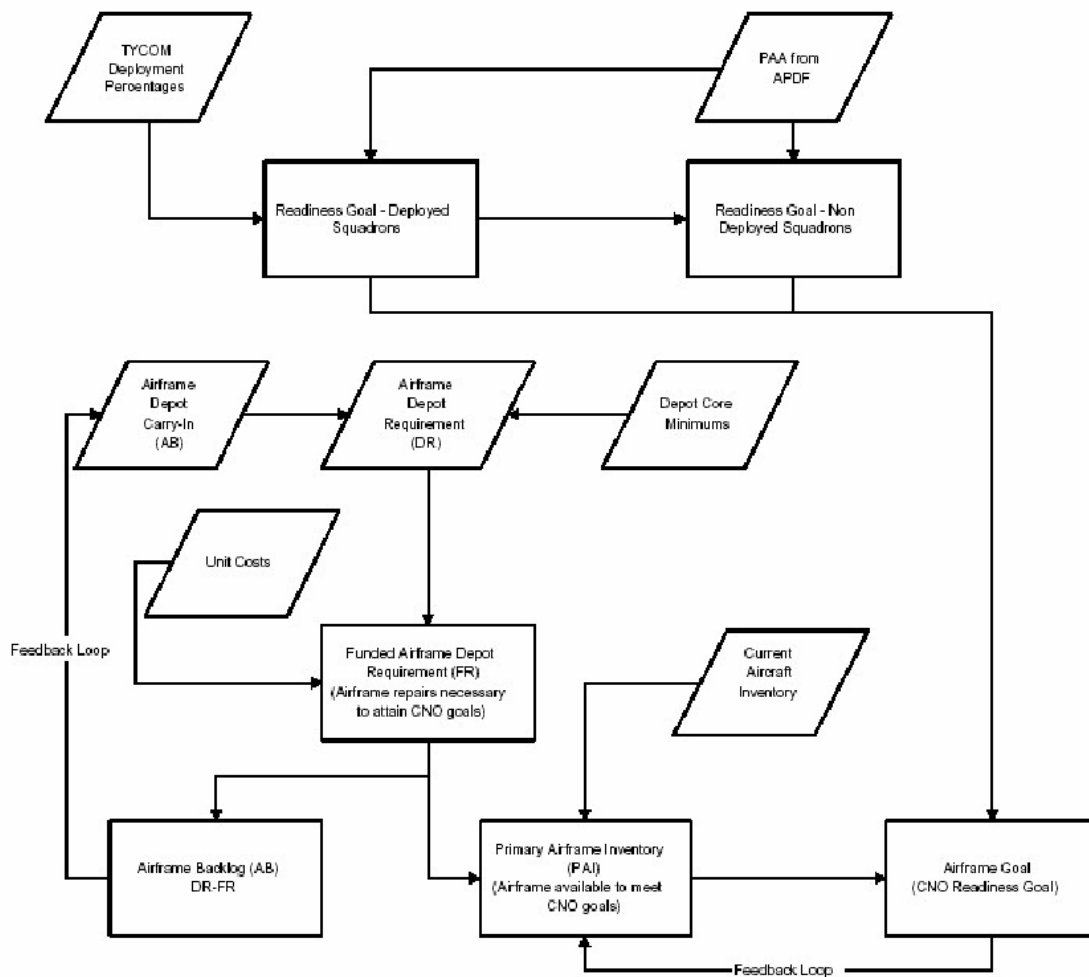 TYCOM
Deployment
Percentages
PAA from
APDF
Readiness Goal - Deployed
Squadrons
Readiness Goal - Non
Deployed Squadrons
Airframe
Depot
Carry-In
(AB)
Airframe
Depot
Requirement
(DR)
Depot Core
Minimums
Unit Costs
Feedback Loop
Funded Airframe Depot
Requirement (FR)
(Airframe repairs necessary
to attain CNO goals)
Current
Aircraft
Inventory
Airframe Backlog (AB)
DR-FR
Primary Airframe Inventory
(PAI)
(Airframe available to meet
CNO goals)
Airframe Goal
(CNO Readiness Goal)
Feedback Loop